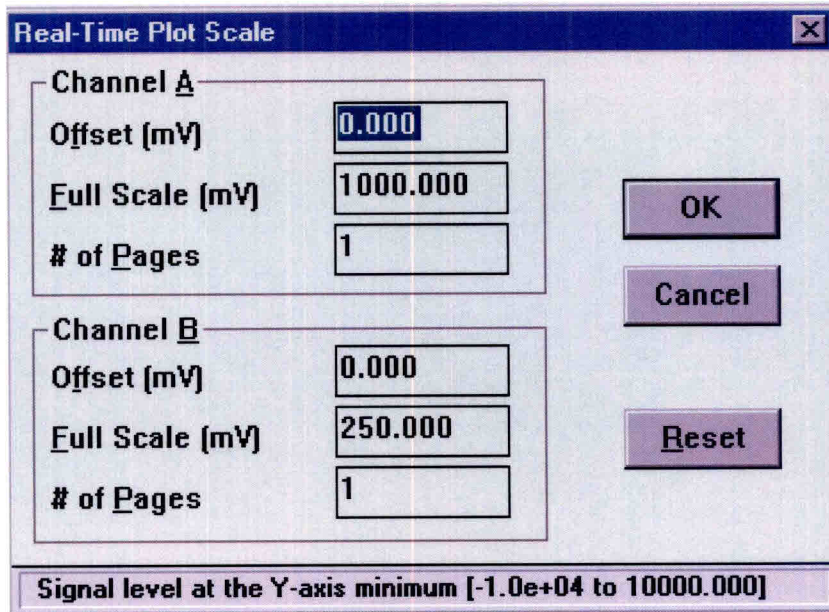 Real-Time Plot Scale
Channel A
Offset (mV) 0.000
Full Scale (mV) 1000.000
# of Pages 1
Channel B
Offset (mV) 0.000
Full Scale (mV) 250.000
# of Pages 1
OK
Cancel
Reset
Signal level at the Y-axis minimum [-1.0e+04 to 10000.000]